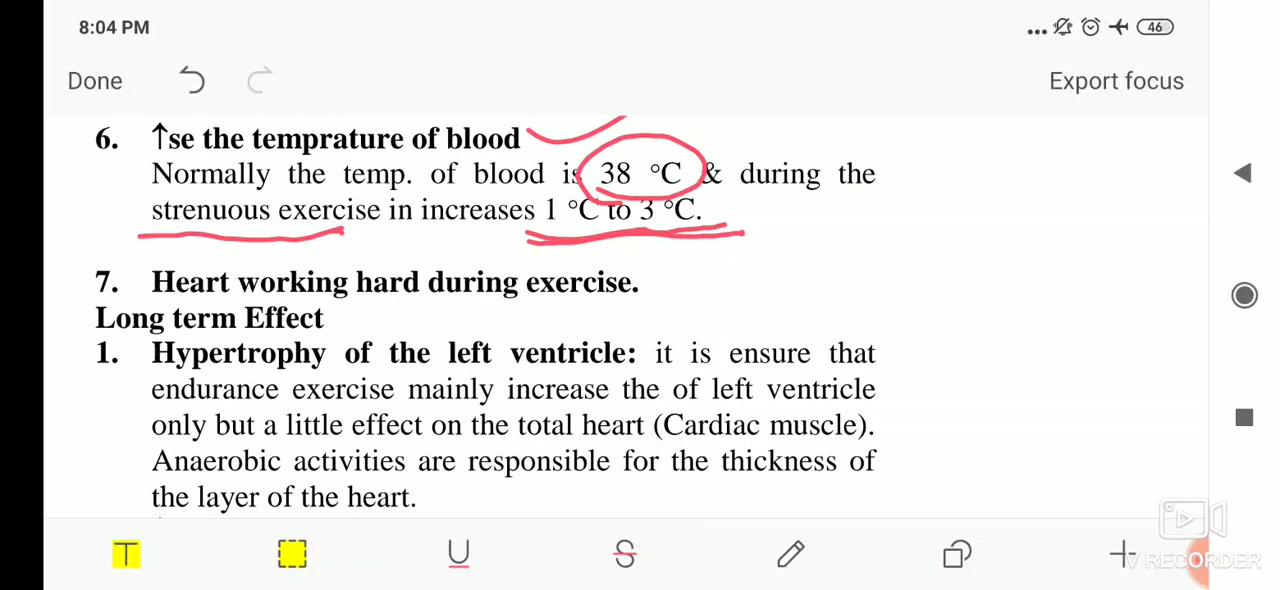 8:04 PM
46
Done
Export focus
6. ↑se the temprature of blood
Normally the temp. of blood is 38 °C & during the
strenuous exercise in increases 1 °C to 3 °C.
7. Heart working hard during exercise.
Long term Effect
1. Hypertrophy of the left ventricle: it is ensure that
endurance exercise mainly increase the of left ventricle
only but a little effect on the total heart (Cardiac muscle).
Anaerobic activities are responsible for the thickness of
the layer of the heart.
T
U
S
V RECORDER